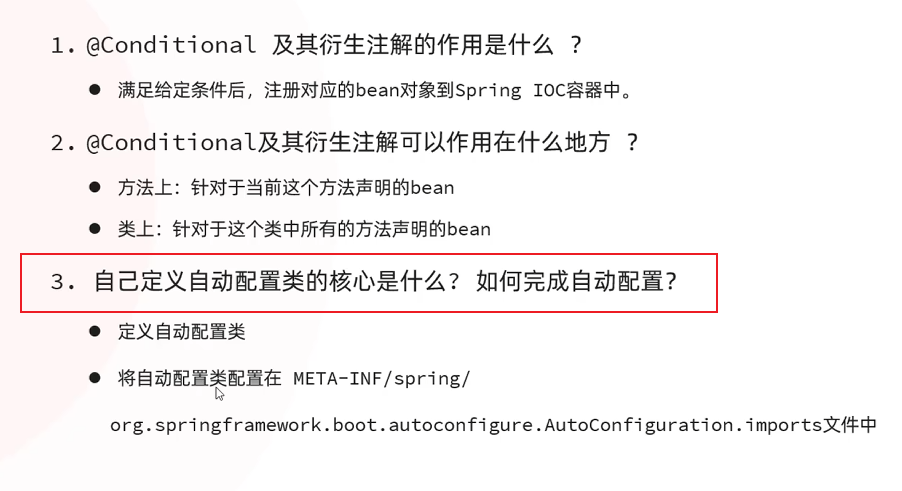 1. @Conditional 及其衍生注解的作用是什么 ？
● 满足给定条件后，注册对应的bean对象到Spring IOC容器中。
2. @Conditional及其衍生注解可以作用在什么地方 ？
● 方法上：针对于当前这个方法声明的bean
● 类上：针对于这个类中所有的方法声明的bean
3. 自己定义自动配置类的核心是什么？ 如何完成自动配置？
● 定义自动配置类
● 将自动配置类配置在 META-INF/spring/
org.springframework.boot.autoconfigure.AutoConfiguration.imports文件中